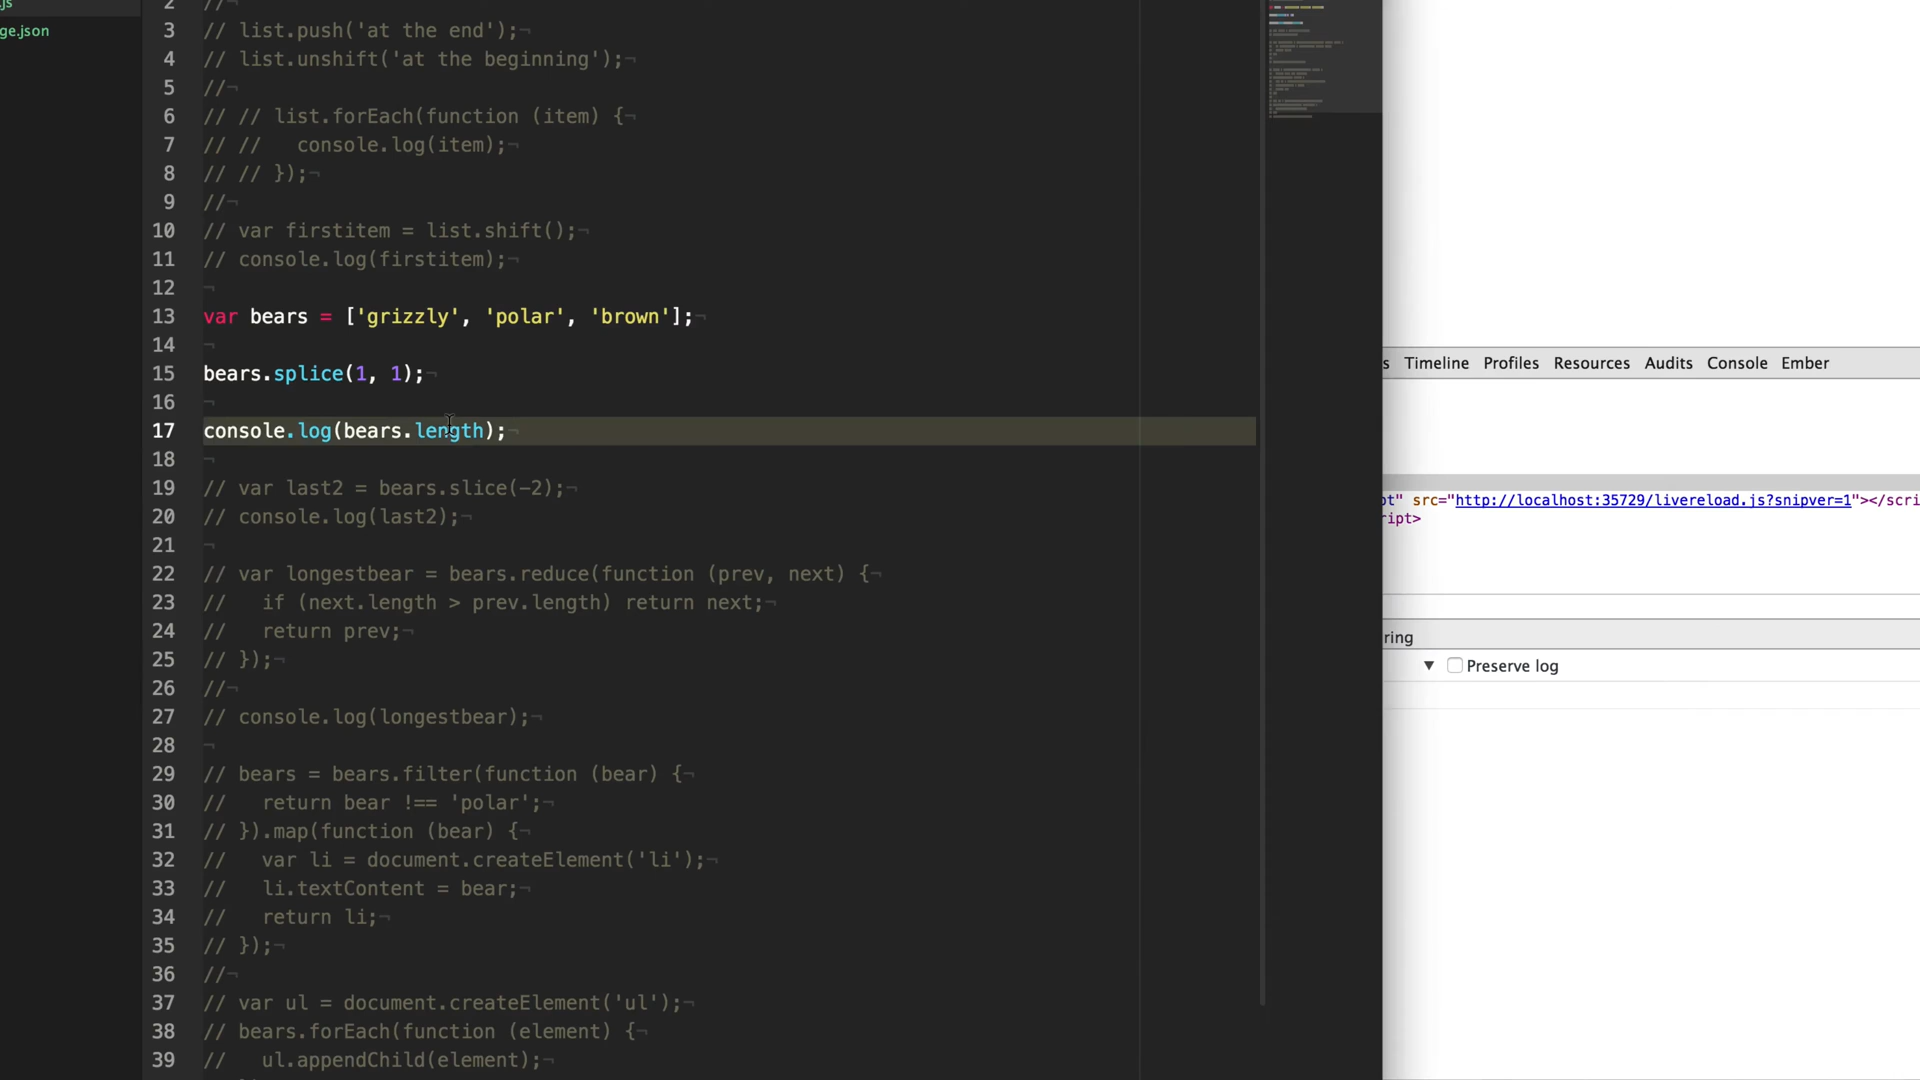 .js
ge.json
2 //¬
3 // list.push('at the end');¬
4 // list.unshift('at the beginning');¬
5 //¬
6 // // list.forEach(function (item) {¬
7 // //   console.log(item);¬
8 // // });¬
9 //¬
10 // var firstitem = list.shift();¬
11 // console.log(firstitem);¬
12 ¬
13 var bears = ['grizzly', 'polar', 'brown'];¬
14 ¬
15 bears.splice(1, 1);¬
16 ¬
17 console.log(bears.length);¬
18 ¬
19 // var last2 = bears.slice(-2);¬
20 // console.log(last2);¬
21 ¬
22 // var longestbear = bears.reduce(function (prev, next) {¬
23 //   if (next.length > prev.length) return next;¬
24 //   return prev;¬
25 // });¬
26 //¬
27 // console.log(longestbear);¬
28 ¬
29 // bears = bears.filter(function (bear) {¬
30 //   return bear !== 'polar';¬
31 // }).map(function (bear) {¬
32 //   var li = document.createElement('li');¬
33 //   li.textContent = bear;¬
34 //   return li;¬
35 // });¬
36 //¬
37 // var ul = document.createElement('ul');¬
38 // bears.forEach(function (element) {¬
39 //   ul.appendChild(element);¬
s Timeline Profiles Resources Audits Console Ember
pt" src="http://localhost:35729/livereload.js?snipver=1"></scri
ript>
ring
▼ Preserve log